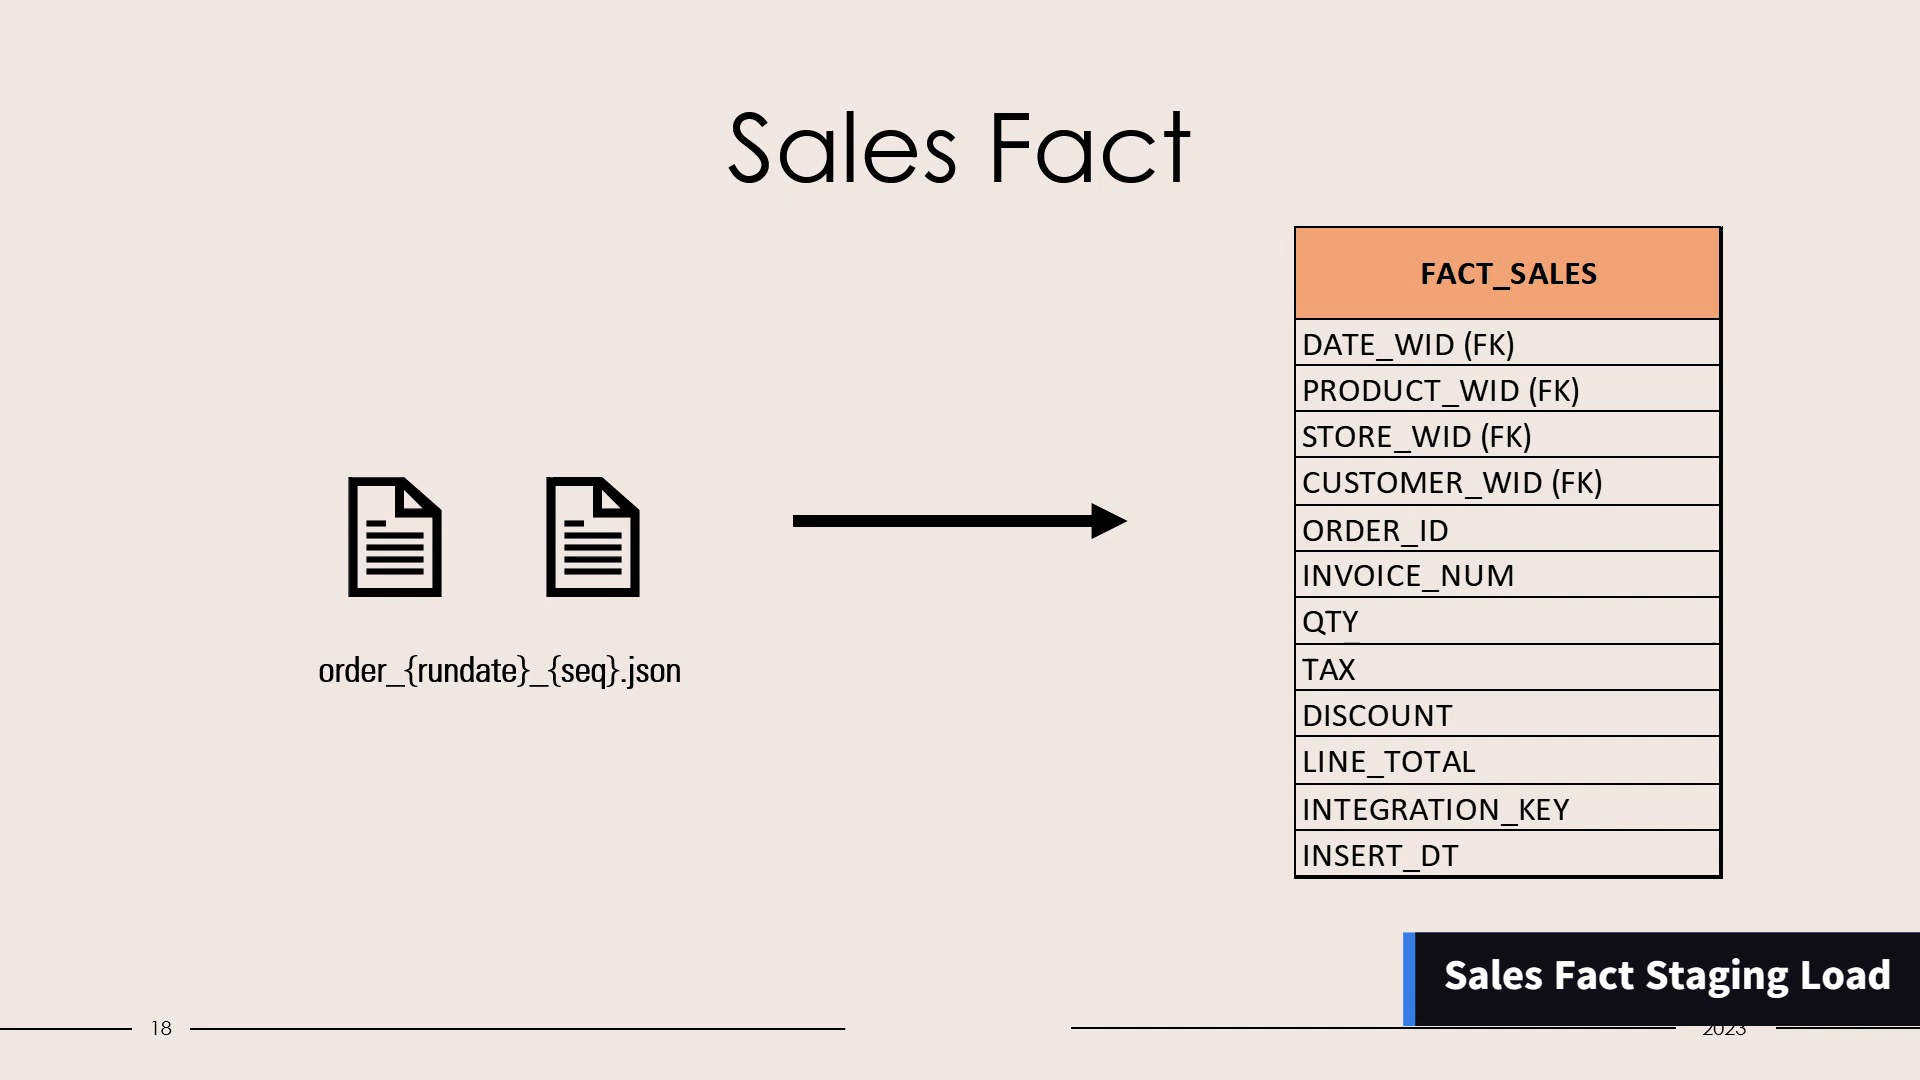 Sales Fact
order_{rundate}_{seq}.json
FACT_SALES
DATE_WID (FK)
PRODUCT_WID (FK)
STORE_WID (FK)
CUSTOMER_WID (FK)
ORDER_ID
INVOICE_NUM
QTY
TAX
DISCOUNT
LINE_TOTAL
INTEGRATION_KEY
INSERT_DT
Sales Fact Staging Load
18
2023